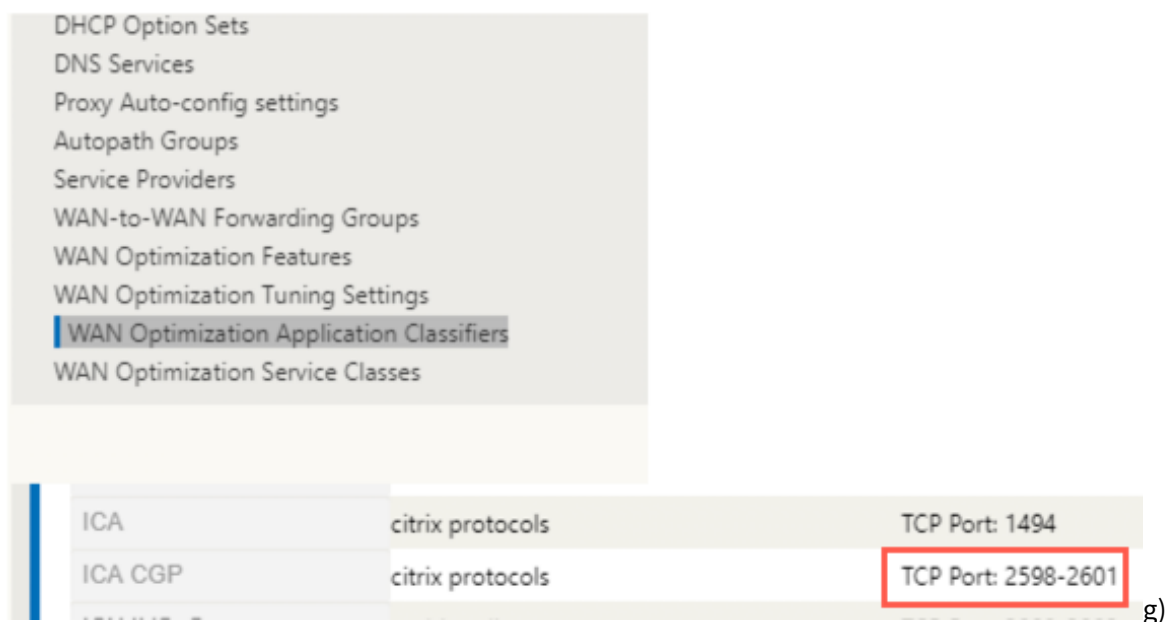 DHCP Option Sets
DNS Services
Proxy Auto-config settings
Autopath Groups
Service Providers
WAN-to-WAN Forwarding Groups
WAN Optimization Features
WAN Optimization Tuning Settings
WAN Optimization Application Classifiers
WAN Optimization Service Classes
ICA citrix protocols TCP Port: 1494
ICA CGP citrix protocols TCP Port: 2598-2601
g)